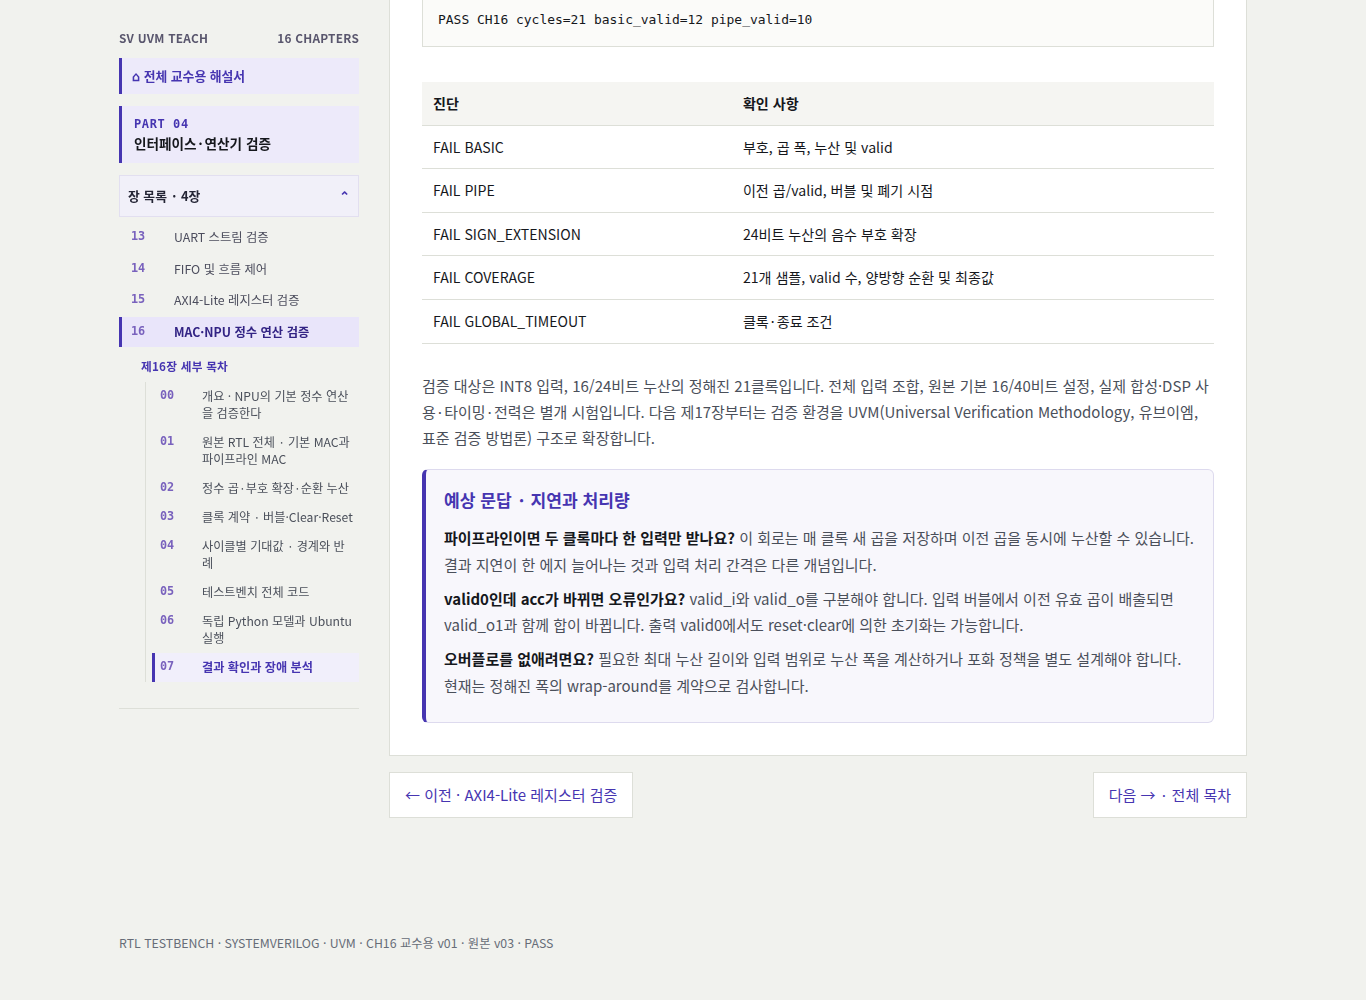 SV UVM TEACH
16 CHAPTERS
⌂ 전체 교수용 해설서
PART 04
인터페이스·연산기 검증
장 목록 · 4장
13 UART 스트림 검증
14 FIFO 및 흐름 제어
15 AXI4-Lite 레지스터 검증
16 MAC·NPU 정수 연산 검증
제16장 세부 목차
00 개요 · NPU의 기본 정수 연산
을 검증한다
01 원본 RTL 전체 · 기본 MAC과
파이프라인 MAC
02 정수 곱·부호 확장·순환 누산
03 클록 계약 · 버블·Clear·Reset
04 사이클별 기대값 · 경계와 반
례
05 테스트벤치 전체 코드
06 독립 Python 모델과 Ubuntu
실행
07 결과 확인과 장애 분석
PASS CH16 cycles=21 basic_valid=12 pipe_valid=10
진단 확인 사항
FAIL BASIC 부호, 곱 폭, 누산 및 valid
FAIL PIPE 이전 곱/valid, 버블 및 폐기 시점
FAIL SIGN_EXTENSION 24비트 누산의 음수 부호 확장
FAIL COVERAGE 21개 샘플, valid 수, 양방향 순환 및 최종값
FAIL GLOBAL_TIMEOUT 클록·종료 조건
검증 대상은 INT8 입력, 16/24비트 누산의 정해진 21클록입니다. 전체 입력 조합, 원본 기본 16/40비트 설정, 실제 합성·DSP 사
용·타이밍·전력은 별개 시험입니다. 다음 제17장부터는 검증 환경을 UVM(Universal Verification Methodology, 유브이엠,
표준 검증 방법론) 구조로 확장합니다.
예상 문답 · 지연과 처리량
파이프라인이면 두 클록마다 한 입력만 받나요? 이 회로는 매 클록 새 곱을 저장하며 이전 곱을 동시에 누산할 수 있습니다.
결과 지연이 한 에지 늘어나는 것과 입력 처리 간격은 다른 개념입니다.
valid0인데 acc가 바뀌면 오류인가요? valid_i와 valid_o를 구분해야 합니다. 입력 버블에서 이전 유효 곱이 배출되면
valid_o1과 함께 합이 바뀝니다. 출력 valid0에서도 reset·clear에 의한 초기화는 가능합니다.
오버플로를 없애려면요? 필요한 최대 누산 길이와 입력 범위로 누산 폭을 계산하거나 포화 정책을 별도 설계해야 합니다.
현재는 정해진 폭의 wrap-around를 계약으로 검사합니다.
← 이전 · AXI4-Lite 레지스터 검증
다음 → · 전체 목차
RTL TESTBENCH · SYSTEMVERILOG · UVM · CH16 교수용 v01 · 원본 v03 · PASS